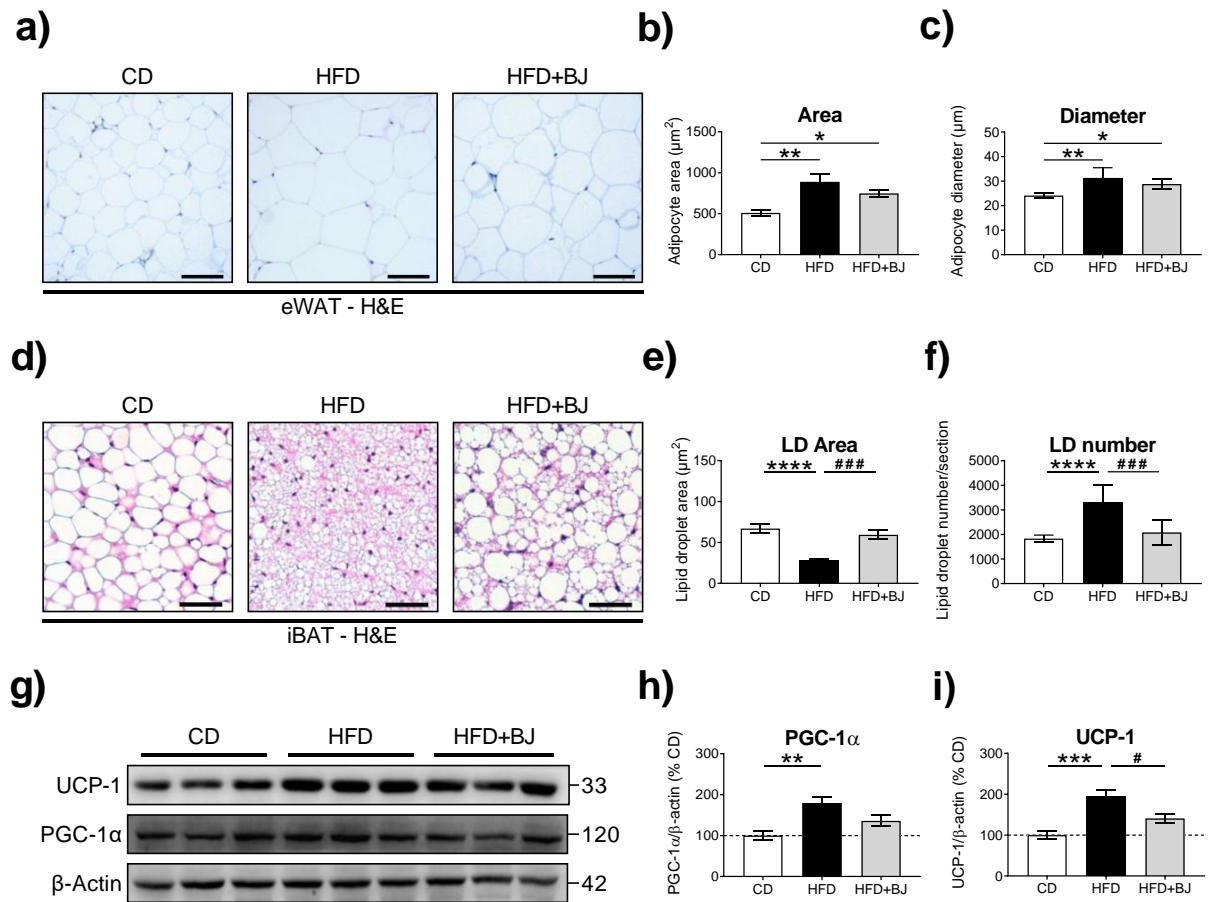 a)
CD HFD HFD+BJ
eWAT - H&E
b)
Area
Adipocyte area (µm²)
1500
1000
500
0
*
**
CD HFD HFD+BJ
c)
Diameter
Adipocyte diameter (µm)
50
40
30
20
10
0
*
**
CD HFD HFD+BJ
d)
CD HFD HFD+BJ
iBAT - H&E
e)
LD Area
Lipid droplet area (µm²)
150
100
50
0
**** ###
CD HFD HFD+BJ
f)
LD number
Lipid droplet number/section
5000
4000
3000
2000
1000
0
**** ###
CD HFD HFD+BJ
g)
CD HFD HFD+BJ
UCP-1 33
PGC-1α 120
β-Actin 42
h)
PGC-1α
PGC-1α/β-actin (% CD)
300
200
100
0
**
CD HFD HFD+BJ
i)
UCP-1
UCP-1/β-actin (% CD)
300
200
100
0
*** #
CD HFD HFD+BJ